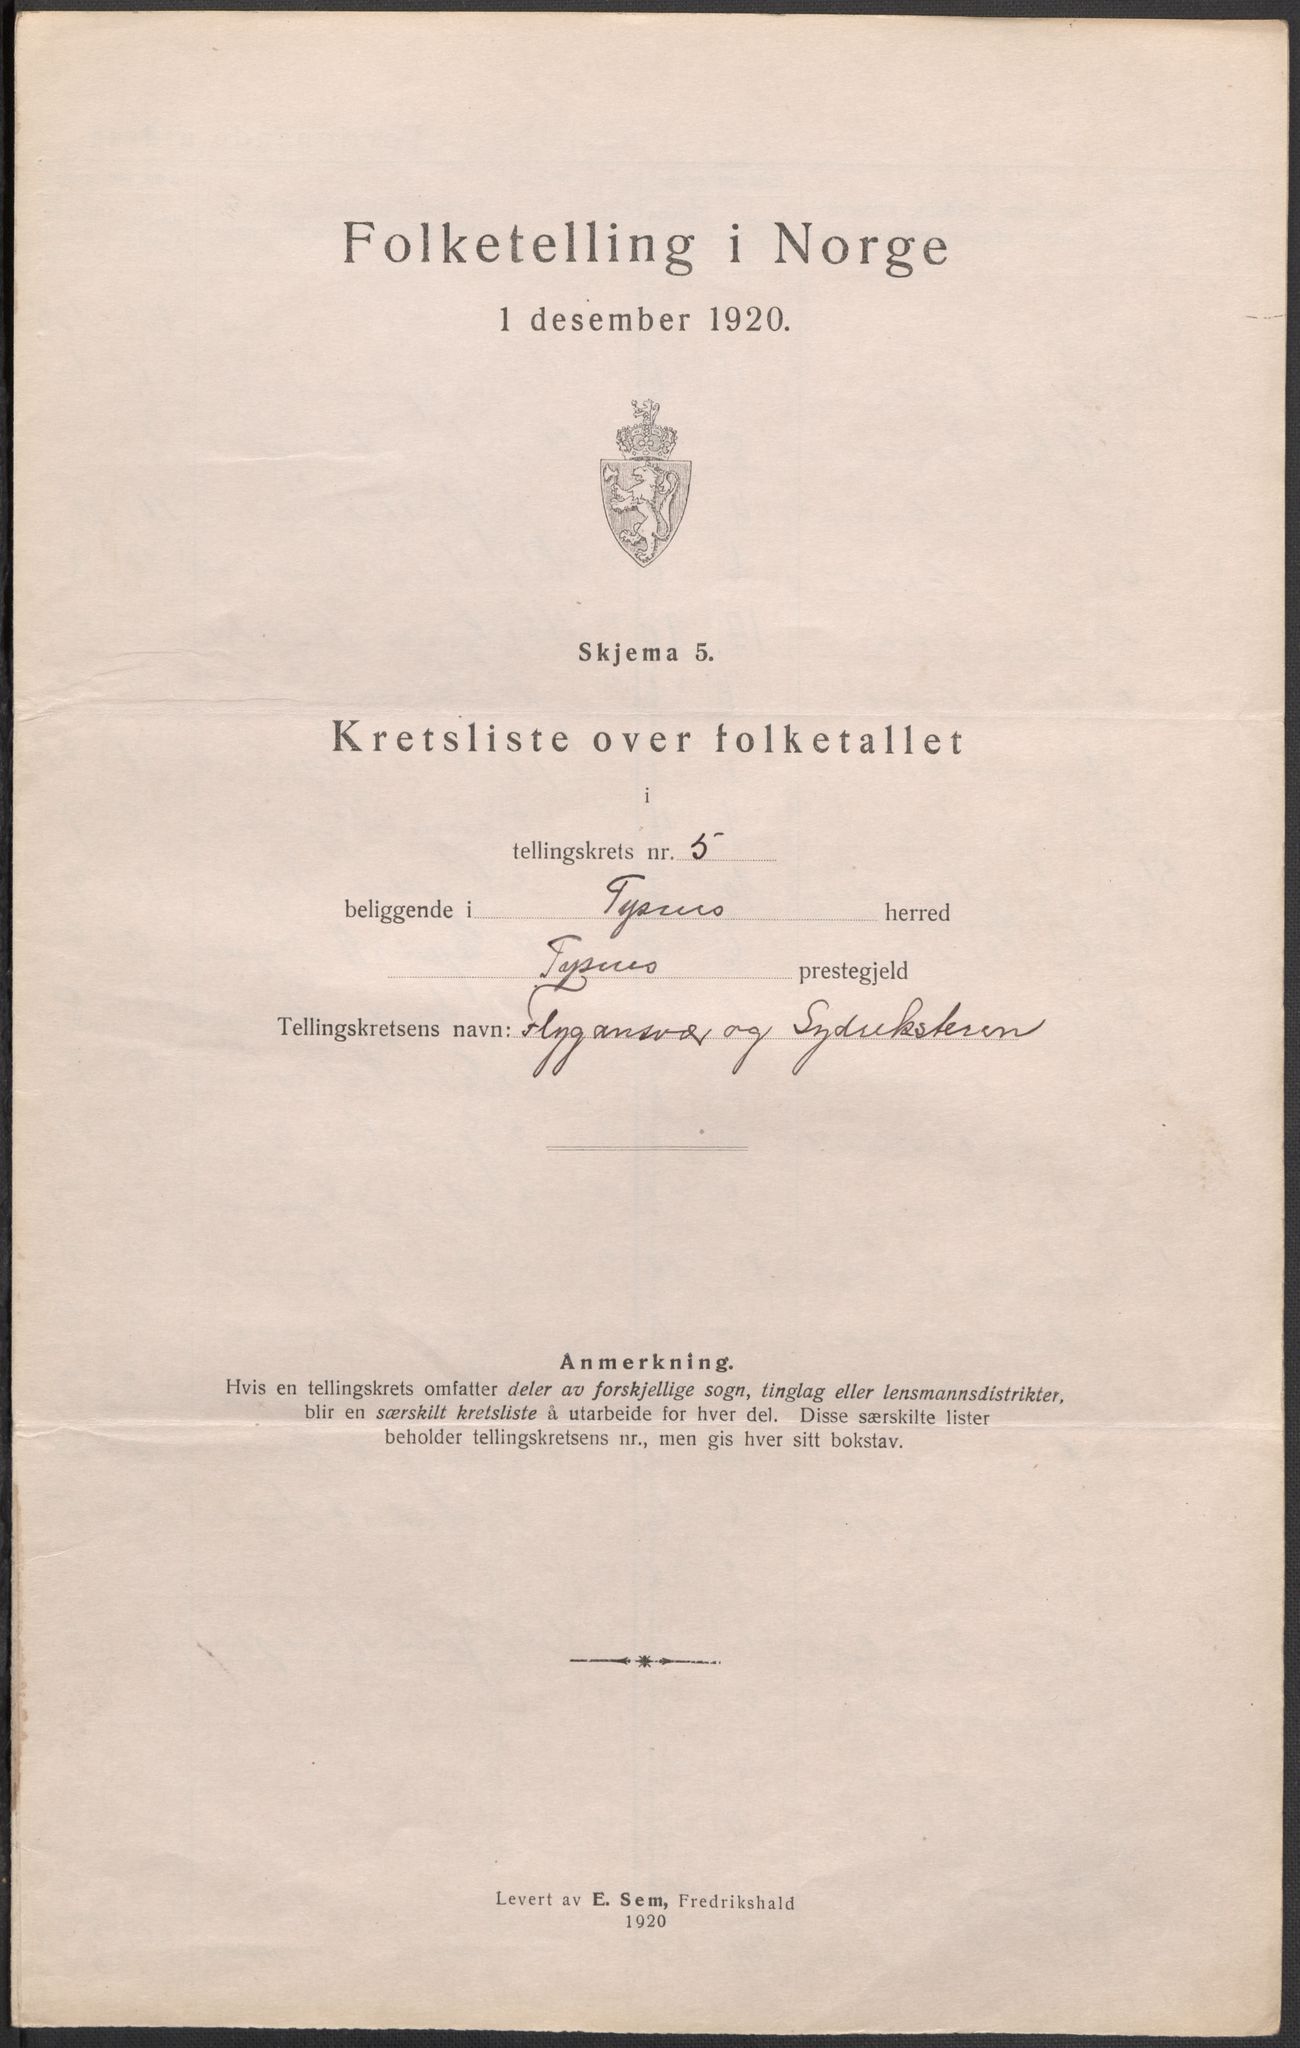 Folketelling i Norge
1 desember 1920.
Skjema 5.
Kretsliste over folketallet
i
tellingskrets nr. 5
beliggende i Tysnes herred
Tysnes prestegjeld
Tellingskretsens navn: Flygansvær og Sydreksteren
Anmerkning.
Hvis en tellingskrets omfatter deler av forskjellige sogn, tinglag eller lensmannsdistrikter,
blir en særskilt kretsliste å utarbeide for hver del. Disse særskilte lister
beholder tellingskretsens nr., men gis hver sitt bokstav.
Levert av E. Sem, Fredrikshald
1920